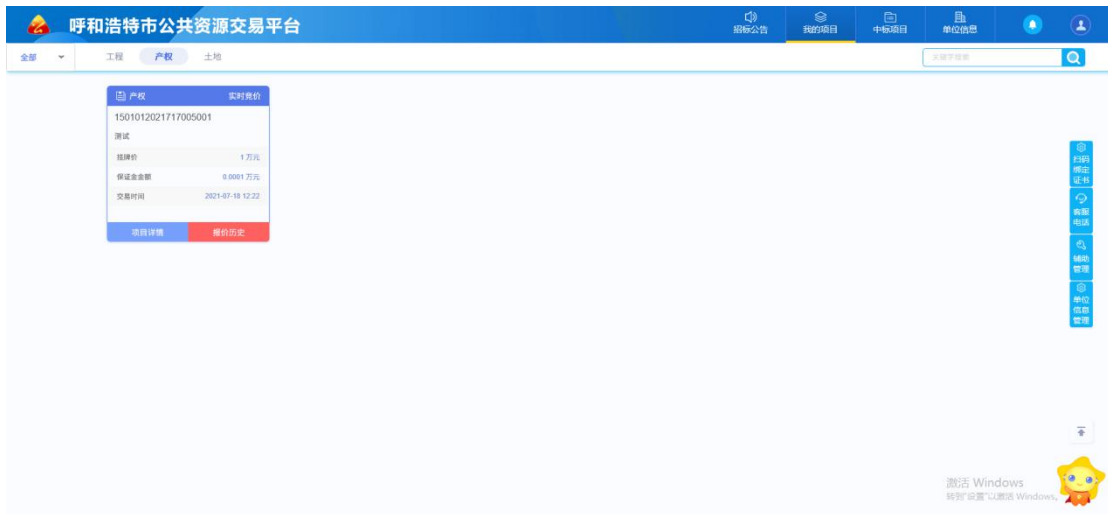 呼和浩特市公共资源交易平台
招标公告
我的项目
中标项目
单位信息
全部
工程
产权
土地
关键字搜索
产权
实时竞价
1501012021717005001
测试
挂牌价
1 万元
保证金金额
0.0001 万元
交易时间
2021-07-18 12:22
项目详情
报价历史
扫码
绑定
证书
客服
电话
辅助
管理
单位
信息
管理
激活 Windows
转到"设置"以激活 Windows。